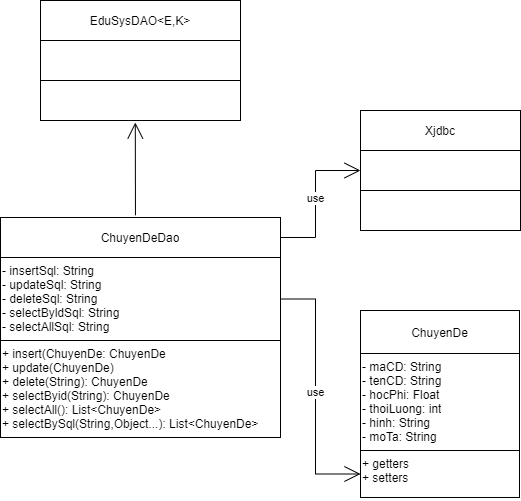 EduSysDAO<E,K>
Xjdbc
use
ChuyenDeDao
- insertSql: String
- updateSql: String
- deleteSql: String
- selectByIdSql: String
- selectAllSql: String
+ insert(ChuyenDe: ChuyenDe
+ update(ChuyenDe)
+ delete(String): ChuyenDe
+ selectByid(String): ChuyenDe
+ selectAll(): List<ChuyenDe>
+ selectBySql(String,Object...): List<ChuyenDe>
use
ChuyenDe
- maCD: String
- tenCD: String
- hocPhi: Float
- thoiLuong: int
- hinh: String
- moTa: String
+ getters
+ setters